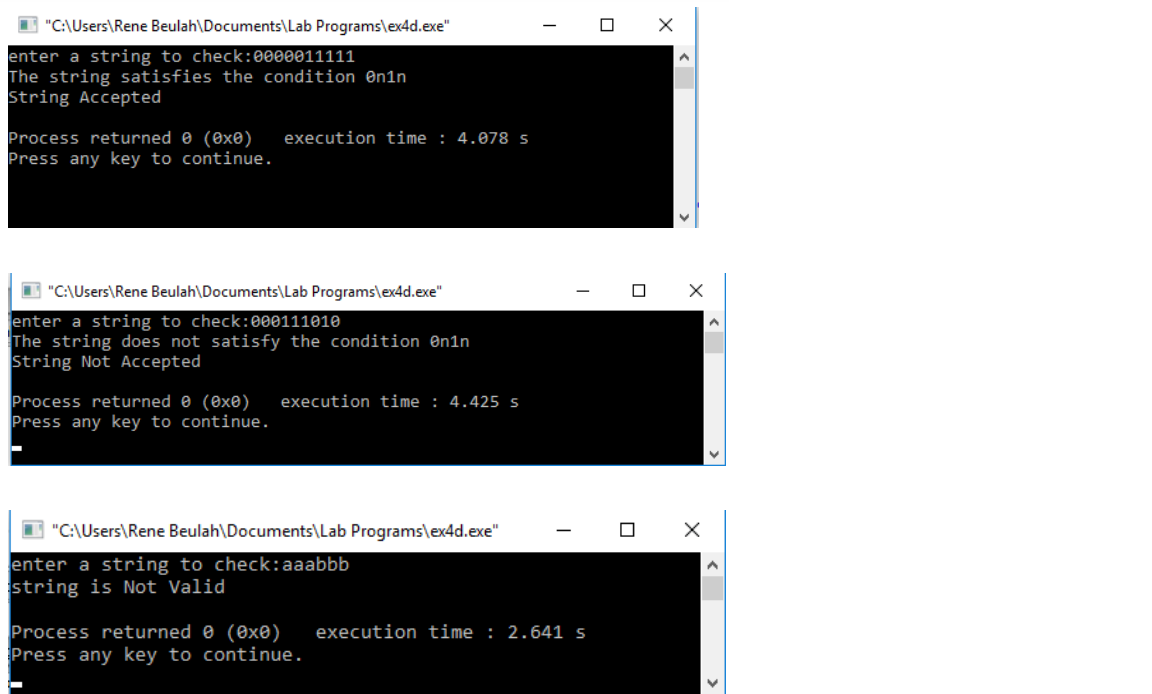 "C:\Users\Rene Beulah\Documents\Lab Programs\ex4d.exe"
enter a string to check:0000011111
The string satisfies the condition 0n1n
String Accepted
Process returned 0 (0x0)   execution time : 4.078 s
Press any key to continue.
"C:\Users\Rene Beulah\Documents\Lab Programs\ex4d.exe"
enter a string to check:000111010
The string does not satisfy the condition 0n1n
String Not Accepted
Process returned 0 (0x0)   execution time : 4.425 s
Press any key to continue.
"C:\Users\Rene Beulah\Documents\Lab Programs\ex4d.exe"
enter a string to check:aaabbb
string is Not Valid
Process returned 0 (0x0)   execution time : 2.641 s
Press any key to continue.